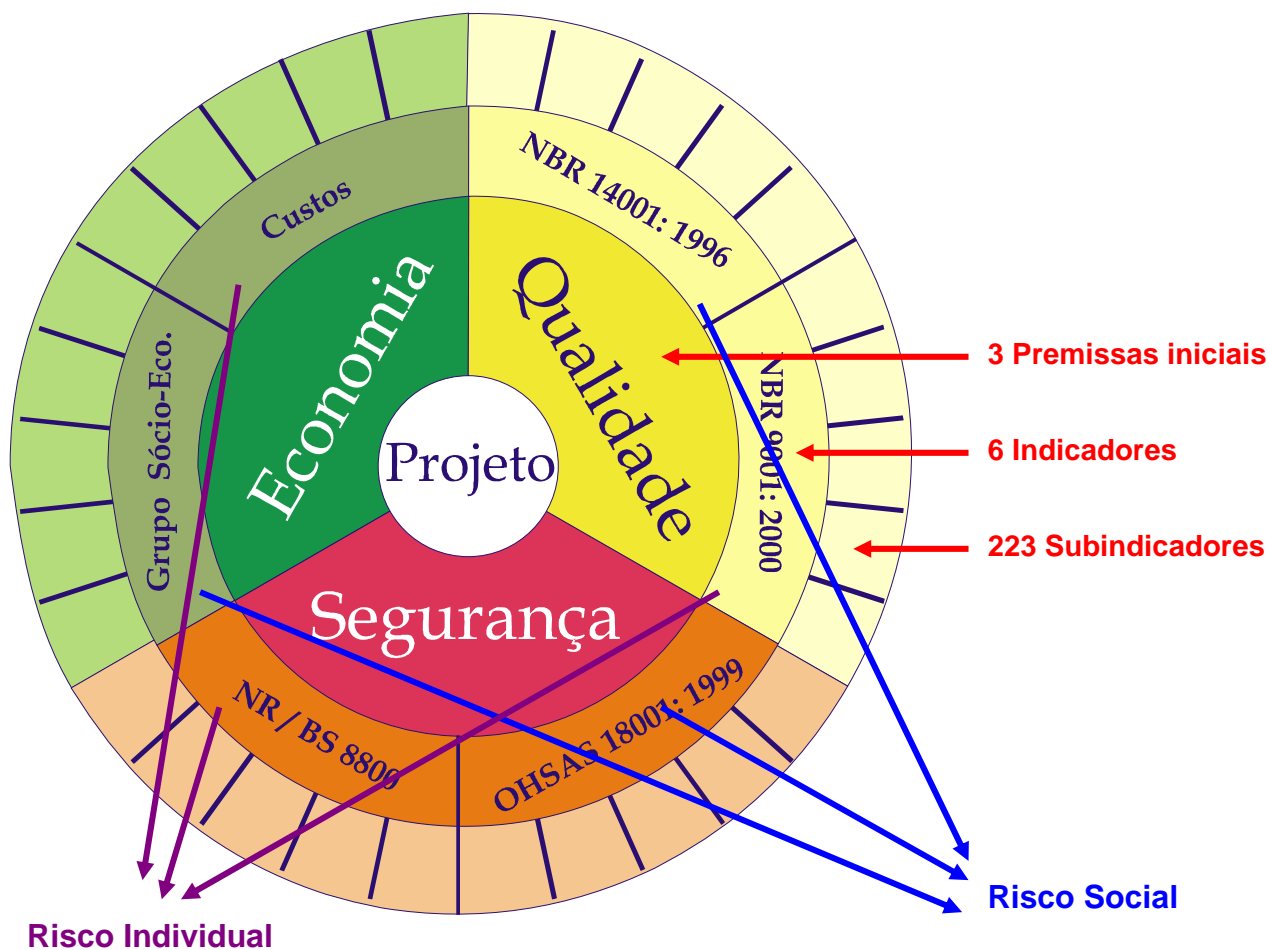 NBR 14001: 1996
Custos
Qualidade
Economia
3 Premissas iniciais
Grupo Sócio-Eco.
NBR 9001: 2000
6 Indicadores
Projeto
223 Subindicadores
Segurança
NR / BS 8800
OHSAS 18001: 1999
Risco Social
Risco Individual